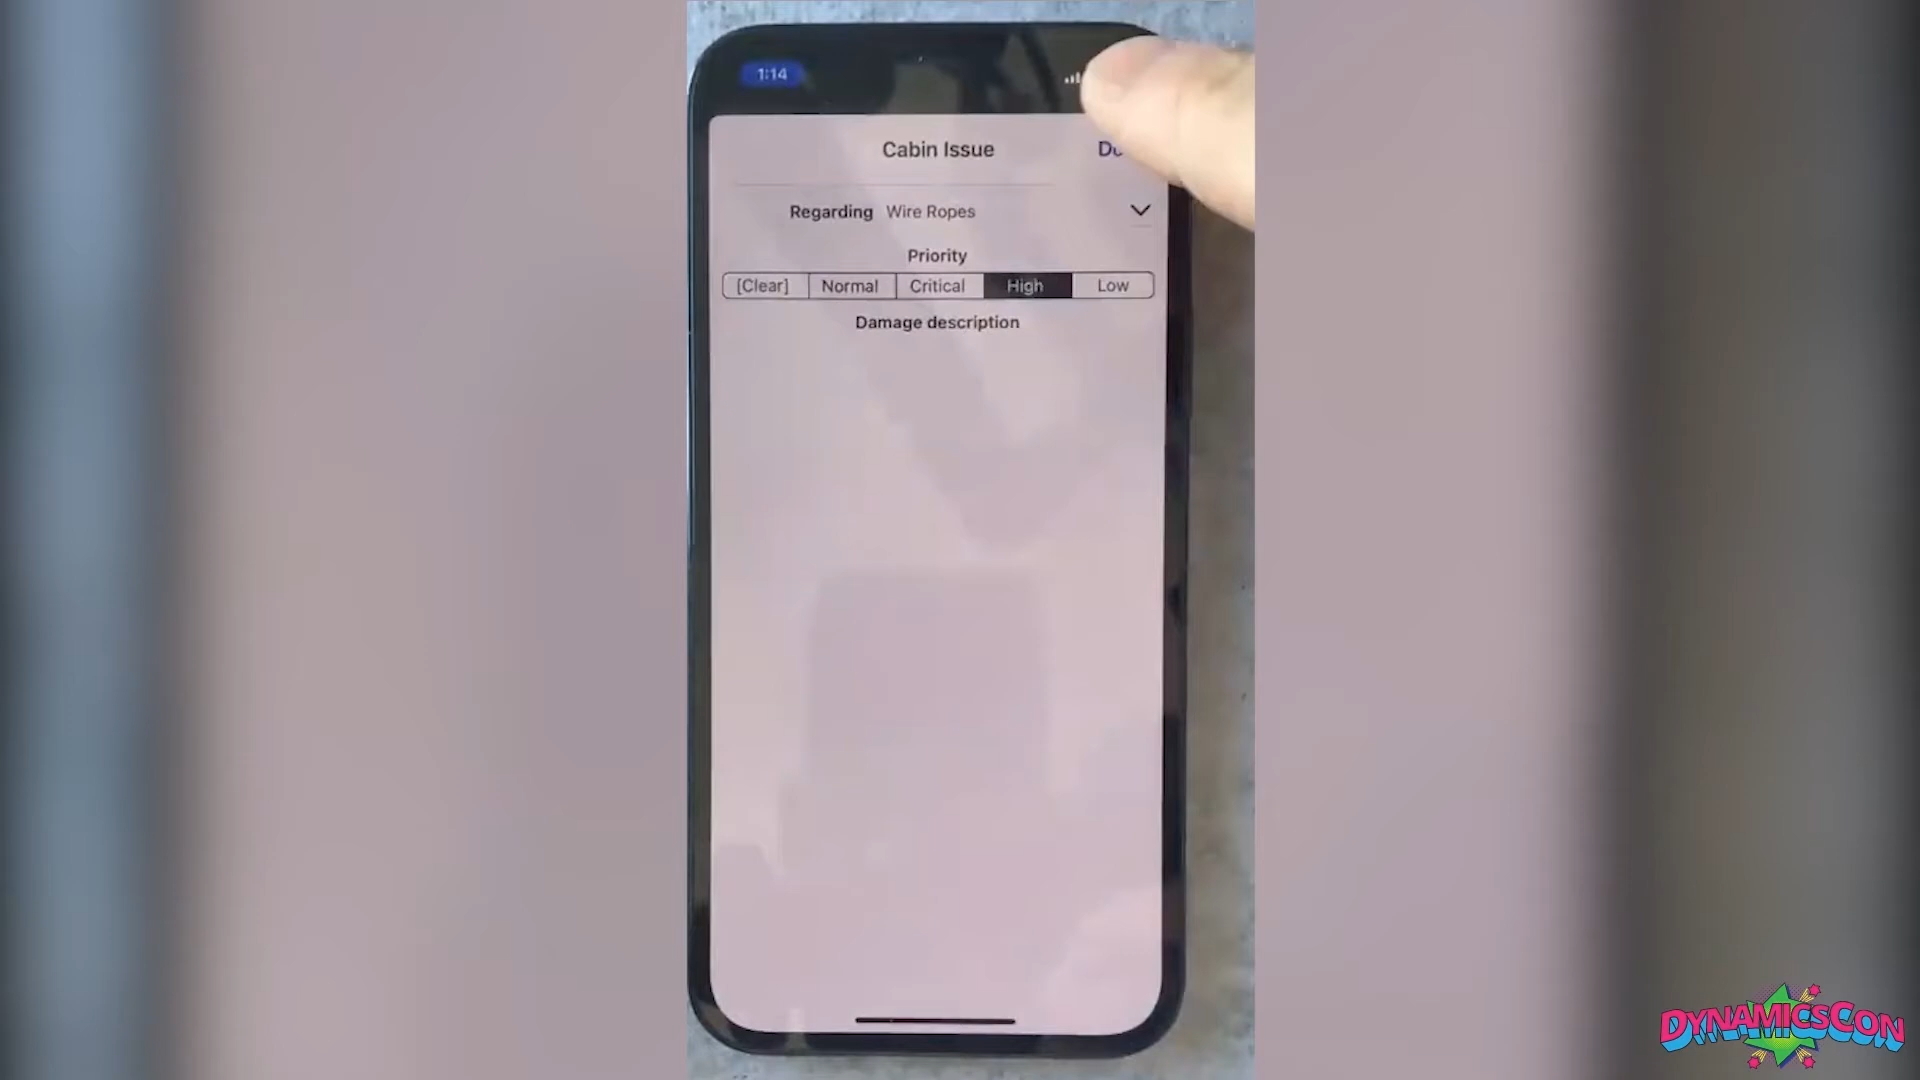 1:14
Cabin Issue
Regarding Wire Ropes
Priority
[Clear] Normal Critical High Low
Damage description
DYNAMICSCON